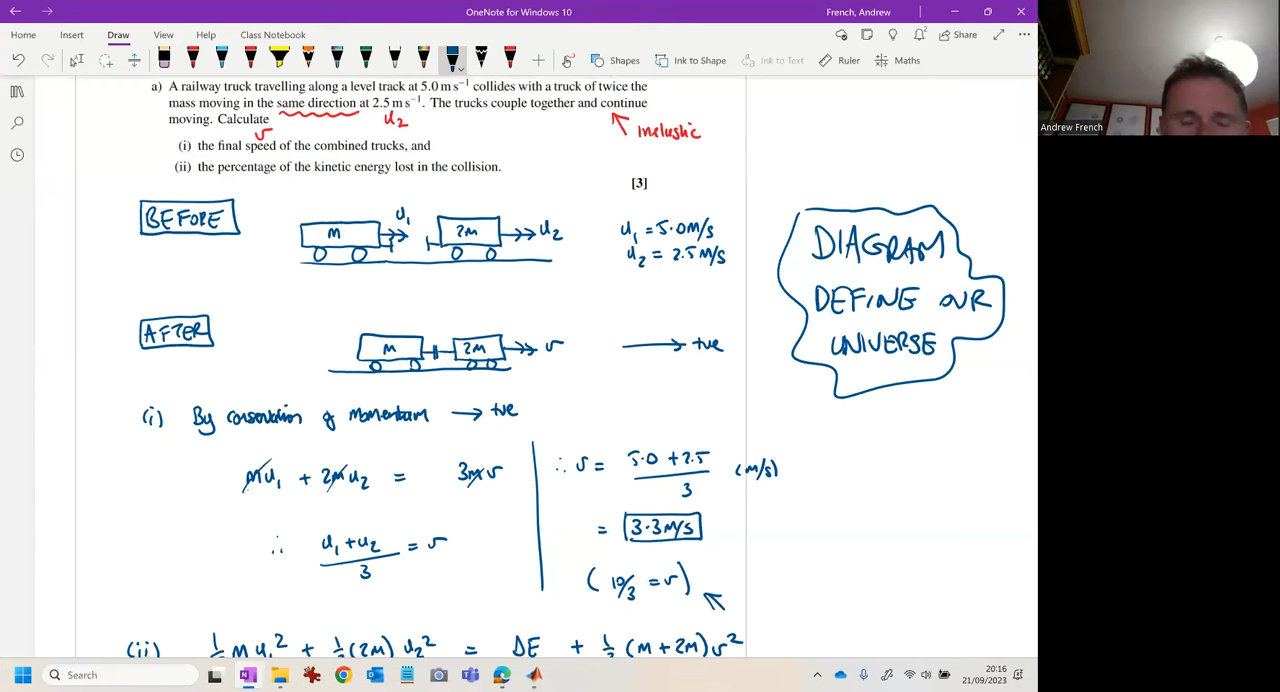 OneNote for Windows 10
French, Andrew
Home Insert Draw View Help Class Notebook
Share
Shapes Ink to Shape Ink to Text Ruler Maths
Andrew French
a) A railway truck travelling along a level track at 5.0 m s⁻¹ collides with a truck of twice the
mass moving in the same direction at 2.5 m s⁻¹. The trucks couple together and continue
moving. Calculate
u₂
Inelastic
v
(i) the final speed of the combined trucks, and
(ii) the percentage of the kinetic energy lost in the collision.
[3]
BEFORE
m u₁ 2m u₂
u₁ = 5.0 m/s
u₂ = 2.5 m/s
DIAGRAM
DEFINE OUR
UNIVERSE
AFTER
m 2m v → +ve
(i) By conservation of momentum → +ve
mu₁ + 2mu₂ = 3mv
∴ u₁+u₂/3 = v
∴ v = 5.0 + 2.5/3 (m/s)
= 3.3 m/s
(10/3 = v)
(ii) ½mu₁² + ½(2m)u₂² = ΔE + ½(m+2m)v²
Search
20:16
21/09/2023